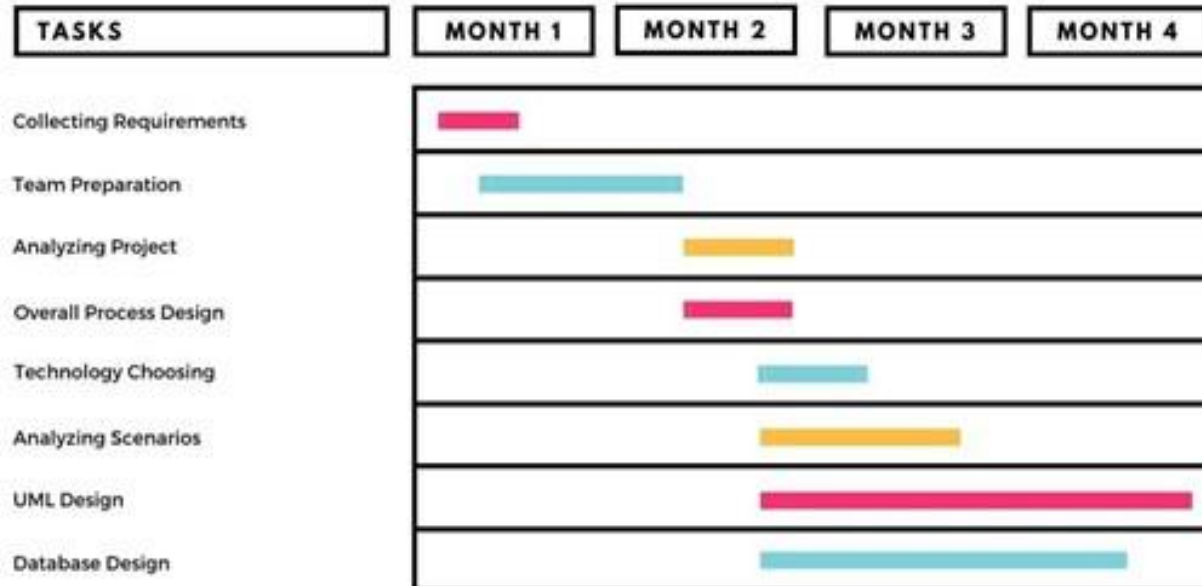 TASKS
MONTH 1
MONTH 2
MONTH 3
MONTH 4
Collecting Requirements
Team Preparation
Analyzing Project
Overall Process Design
Technology Choosing
Analyzing Scenarios
UML Design
Database Design